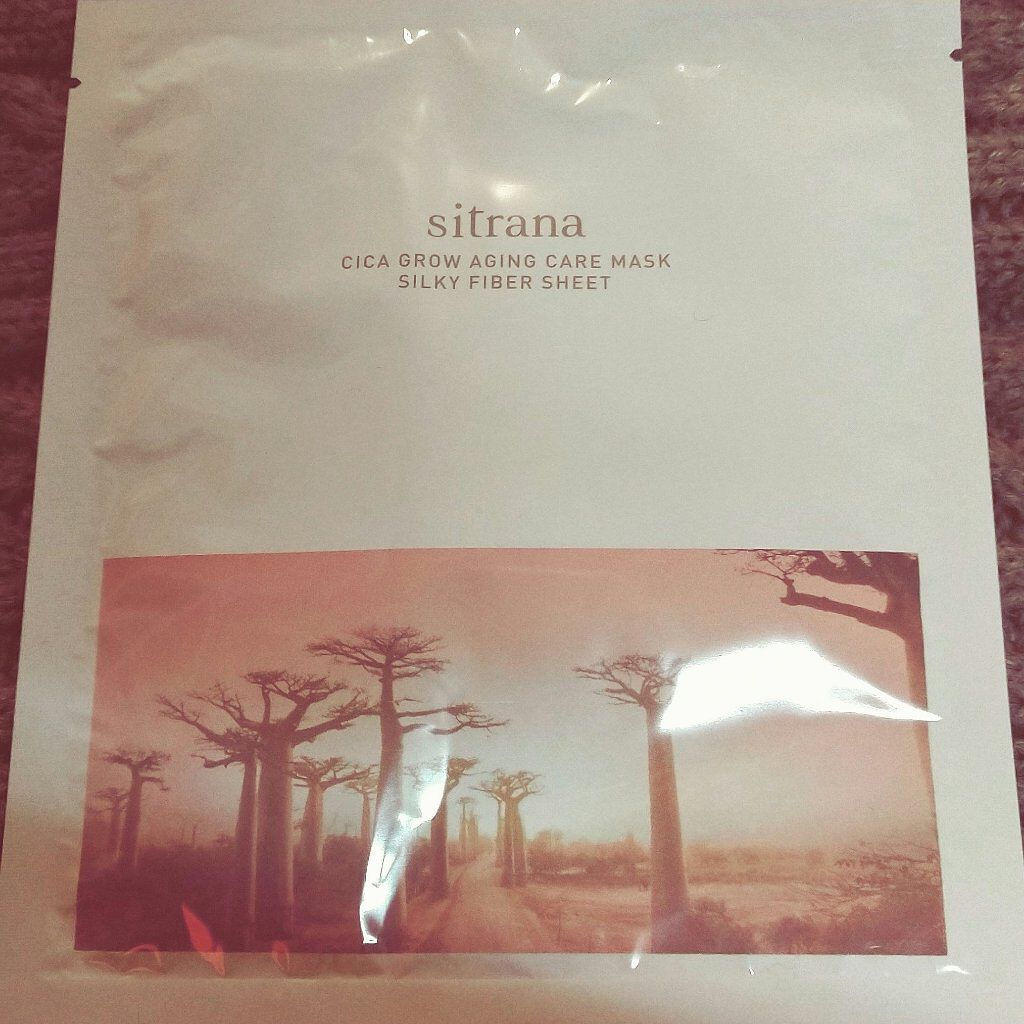 sitrana
CICA GROW AGING CARE MASK
SILKY FIBER SHEET